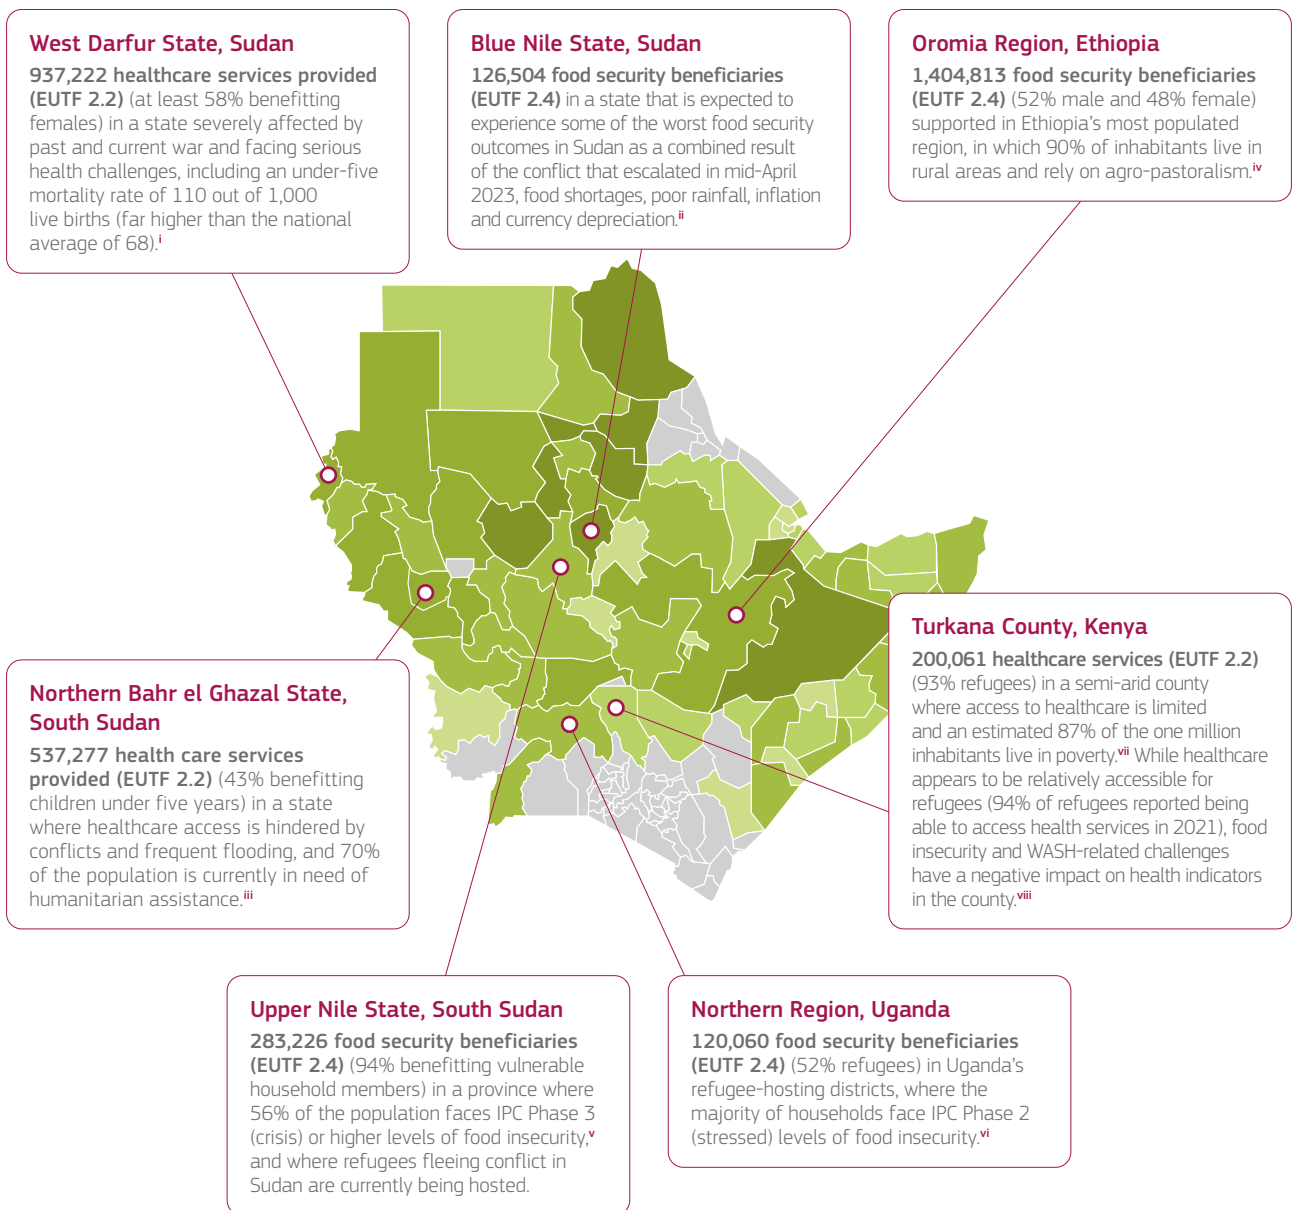 West Darfur State, Sudan
937,222 healthcare services provided
(EUTF 2.2) (at least 58% benefitting
females) in a state severely affected by
past and current war and facing serious
health challenges, including an under-five
mortality rate of 110 out of 1,000
live births (far higher than the national
average of 68).i
Blue Nile State, Sudan
126,504 food security beneficiaries
(EUTF 2.4) in a state that is expected to
experience some of the worst food security
outcomes in Sudan as a combined result
of the conflict that escalated in mid-April
2023, food shortages, poor rainfall, inflation
and currency depreciation.ii
Oromia Region, Ethiopia
1,404,813 food security beneficiaries
(EUTF 2.4) (52% male and 48% female)
supported in Ethiopia's most populated
region, in which 90% of inhabitants live in
rural areas and rely on agro-pastoralism.iv
Northern Bahr el Ghazal State,
South Sudan
537,277 health care services
provided (EUTF 2.2) (43% benefitting
children under five years) in a state
where healthcare access is hindered by
conflicts and frequent flooding, and 70%
of the population is currently in need of
humanitarian assistance.iii
Turkana County, Kenya
200,061 healthcare services (EUTF 2.2)
(93% refugees) in a semi-arid county
where access to healthcare is limited
and an estimated 87% of the one million
inhabitants live in poverty.vii While healthcare
appears to be relatively accessible for
refugees (94% of refugees reported being
able to access health services in 2021), food
insecurity and WASH-related challenges
have a negative impact on health indicators
in the county.viii
Upper Nile State, South Sudan
283,226 food security beneficiaries
(EUTF 2.4) (94% benefitting vulnerable
household members) in a province where
56% of the population faces IPC Phase 3
(crisis) or higher levels of food insecurity,v
and where refugees fleeing conflict in
Sudan are currently being hosted.
Northern Region, Uganda
120,060 food security beneficiaries
(EUTF 2.4) (52% refugees) in Uganda's
refugee-hosting districts, where the
majority of households face IPC Phase 2
(stressed) levels of food insecurity.vi